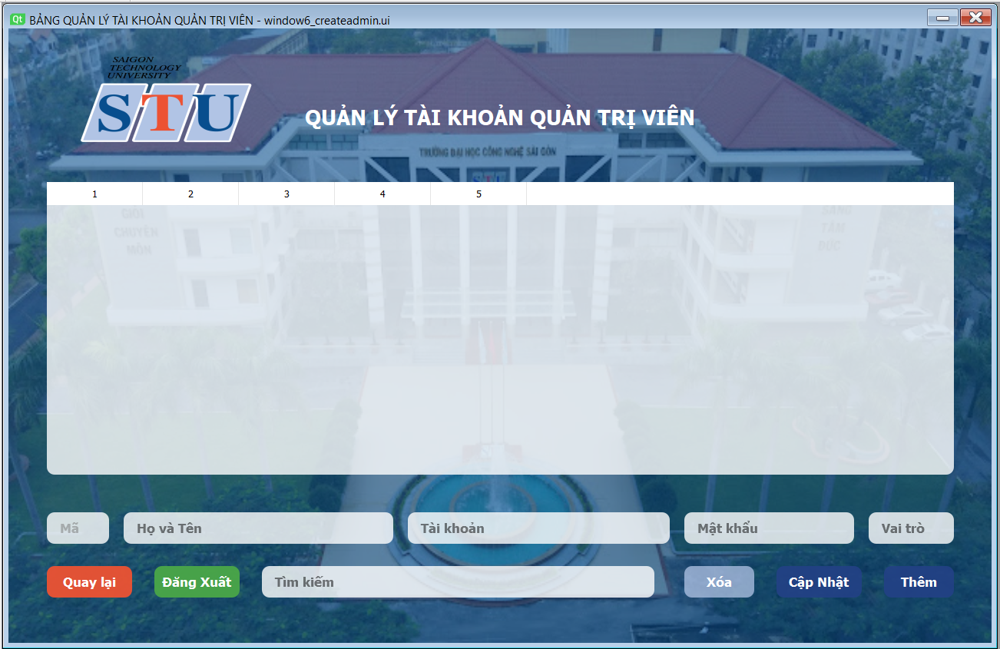 Qt BẢNG QUẢN LÝ TÀI KHOẢN QUẢN TRỊ VIÊN - window6_createadmin.ui
SAIGON
TECHNOLOGY
UNIVERSITY
STU
QUẢN LÝ TÀI KHOẢN QUẢN TRỊ VIÊN
TRƯỜNG ĐẠI HỌC CÔNG NGHỆ SÀI GÒN
STU
1 2 3 4 5
GIỎI
CHUYÊN
MÔN
SÁNG
TÂM
ĐỨC
Mã Họ và Tên Tài khoản Mật khẩu Vai trò
Quay lại Đăng Xuất Tìm kiếm Xóa Cập Nhật Thêm